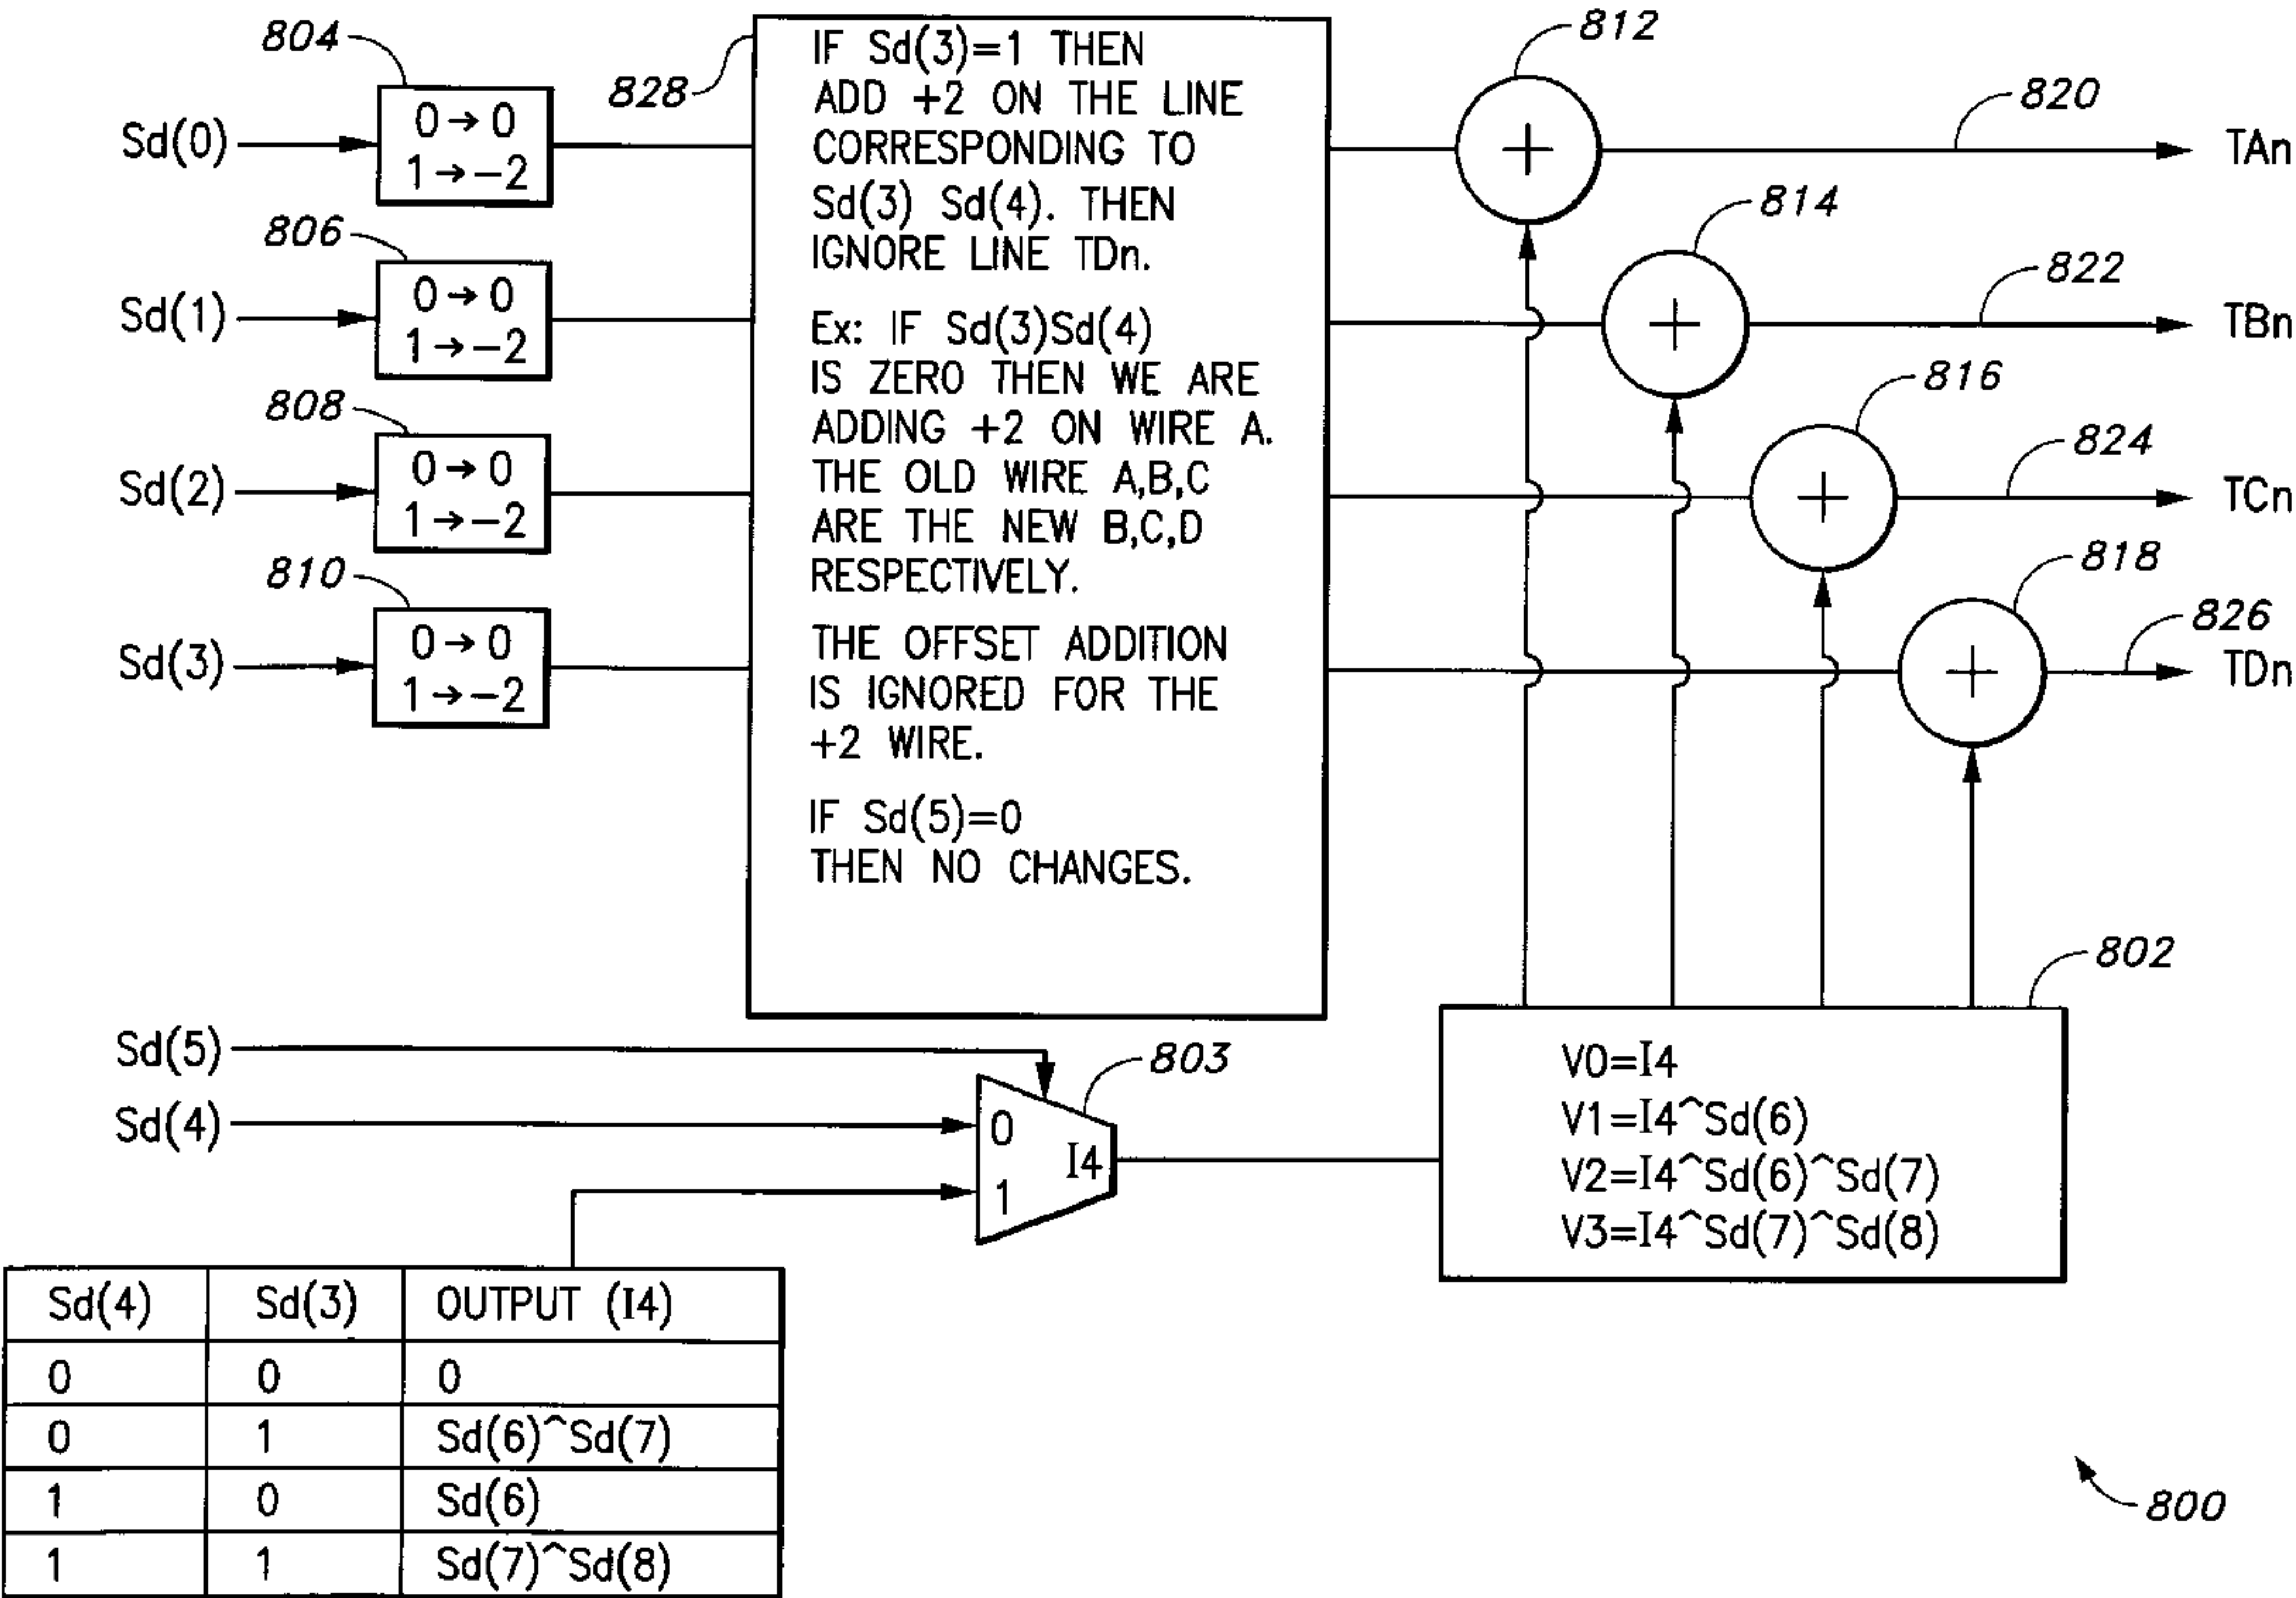 804
828
812
820
Sd(0)
0→0
1→-2
IF Sd(3)=1 THEN
ADD +2 ON THE LINE
CORRESPONDING TO
Sd(3) Sd(4). THEN
IGNORE LINE TDn.
+
TAn
806
814
822
Sd(1)
0→0
1→-2
Ex: IF Sd(3)Sd(4)
IS ZERO THEN WE ARE
ADDING +2 ON WIRE A.
THE OLD WIRE A,B,C
ARE THE NEW B,C,D
RESPECTIVELY.
+
TBn
808
816
824
Sd(2)
0→0
1→-2
+
TCn
810
818
826
Sd(3)
0→0
1→-2
THE OFFSET ADDITION
IS IGNORED FOR THE
+2 WIRE.
+
TDn
IF Sd(5)=0
THEN NO CHANGES.
802
Sd(5)
803
Sd(4)
0
I4
1
V0=I4
V1=I4^Sd(6)
V2=I4^Sd(6)^Sd(7)
V3=I4^Sd(7)^Sd(8)
Sd(4) Sd(3) OUTPUT (I4)
0 0 0
0 1 Sd(6)^Sd(7)
1 0 Sd(6)
1 1 Sd(7)^Sd(8)
800